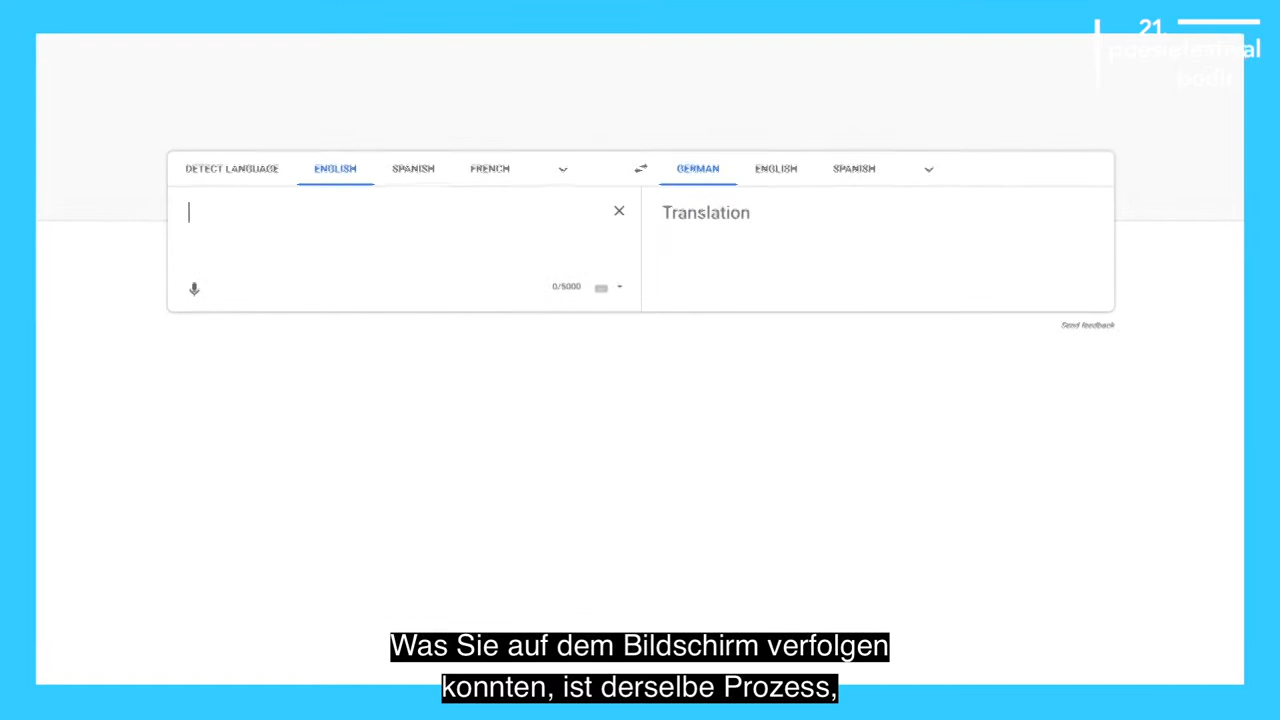 21.
poesiefestival
DETECT LANGUAGE ENGLISH SPANISH FRENCH GERMAN ENGLISH SPANISH
Translation
0/5000
Send feedback
Was Sie auf dem Bildschirm verfolgen
konnten, ist derselbe Prozess,